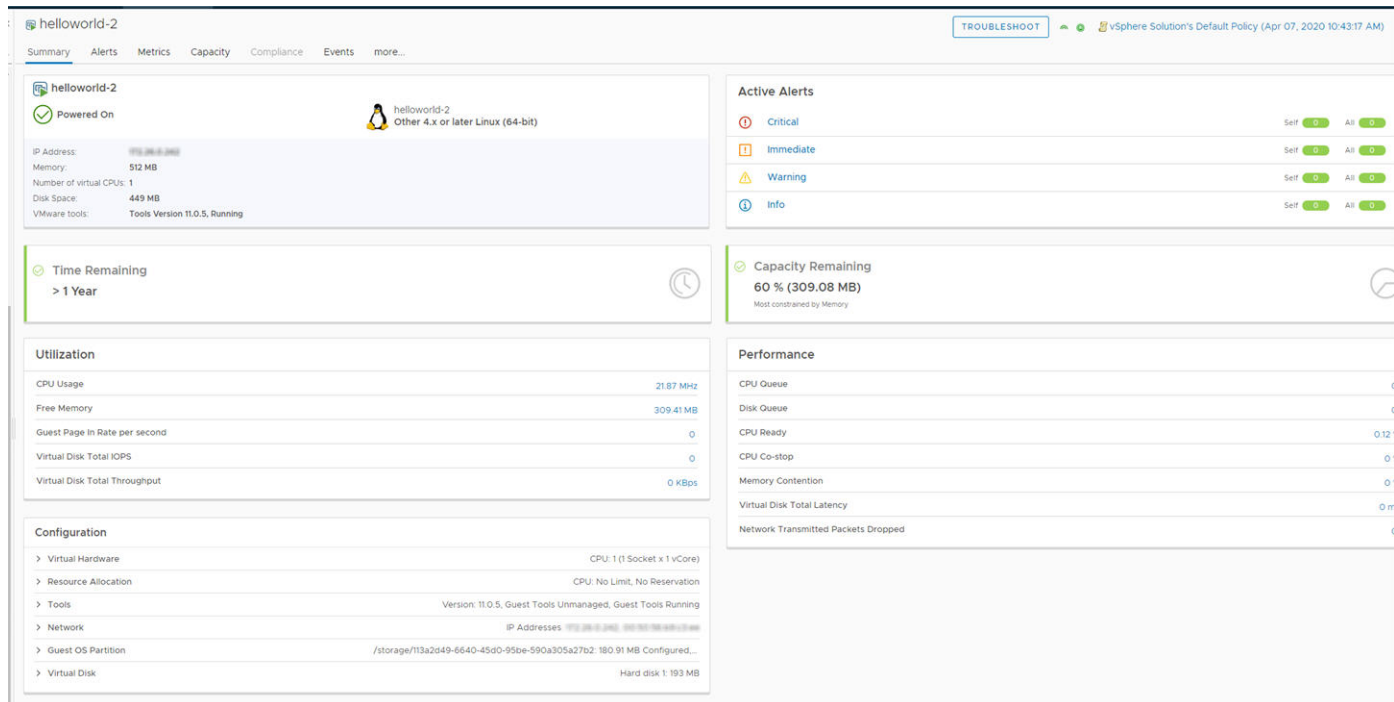 helloworld-2
TROUBLESHOOT vSphere Solution's Default Policy (Apr 07, 2020 10:43:17 AM)
Summary Alerts Metrics Capacity Compliance Events more...
helloworld-2
Powered On
helloworld-2
Other 4.x or later Linux (64-bit)
IP Address:
Memory: 512 MB
Number of virtual CPUs: 1
Disk Space: 449 MB
VMware tools: Tools Version 11.0.5, Running
Active Alerts
Critical Self 0 All 0
Immediate Self 0 All 0
Warning Self 0 All 0
Info Self 0 All 0
Time Remaining
> 1 Year
Capacity Remaining
60 % (309.08 MB)
Most constrained by Memory
Utilization
CPU Usage 21.87 MHz
Free Memory 309.41 MB
Guest Page In Rate per second 0
Virtual Disk Total IOPS 0
Virtual Disk Total Throughput 0 KBps
Performance
CPU Queue
Disk Queue
CPU Ready 0.12
CPU Co-stop 0
Memory Contention 0
Virtual Disk Total Latency 0 m
Network Transmitted Packets Dropped
Configuration
> Virtual Hardware CPU: 1 (1 Socket x 1 vCore)
> Resource Allocation CPU: No Limit, No Reservation
> Tools Version: 11.0.5, Guest Tools Unmanaged, Guest Tools Running
> Network IP Addresses
> Guest OS Partition /storage/113a2d49-6640-45d0-95be-590a305a27b2: 180.91 MB Configured,...
> Virtual Disk Hard disk 1: 193 MB